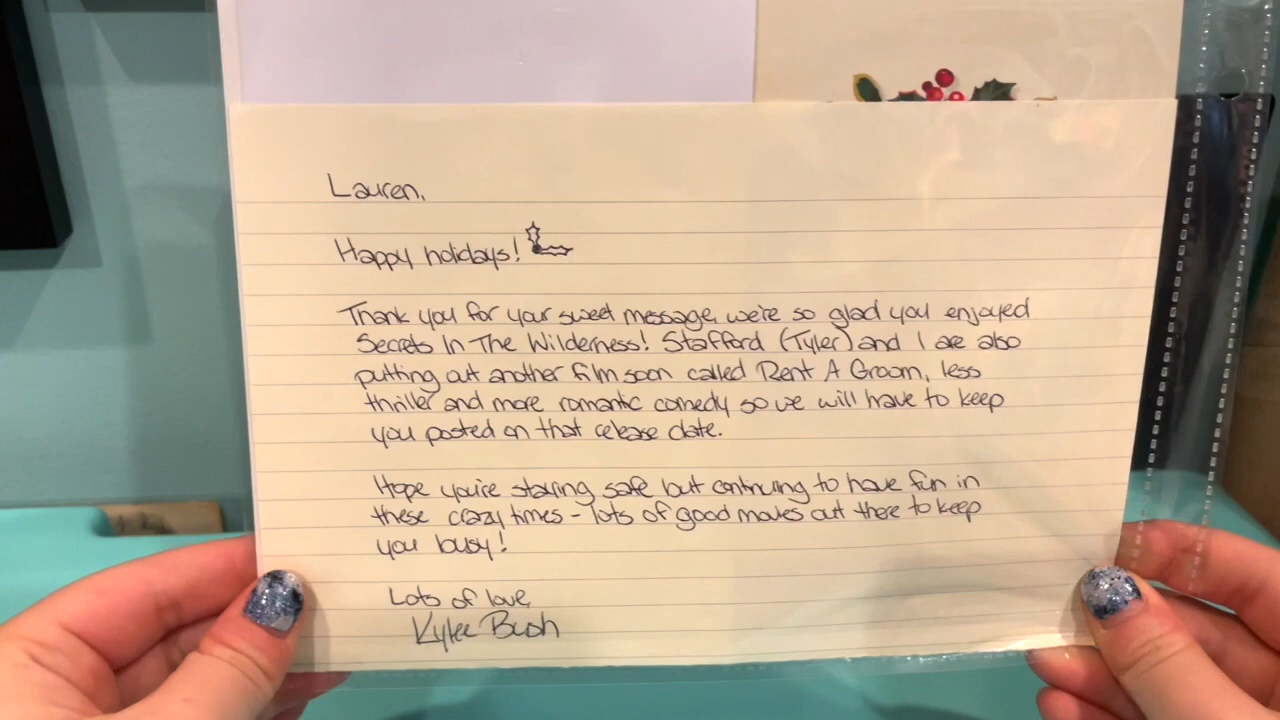 Lauren,
Happy holidays!
Thank you for your sweet message, we're so glad you enjoyed
Secrets In The Wilderness! Stafford (Tyler) and I are also
putting out another film soon called Rent A Groom, less
thriller and more romantic comedy so we will have to keep
you posted on that release date.
Hope you're staying safe but continuing to have fun in
these crazy times - lots of good movies out there to keep
you busy!
Lots of love,
Kylee Bush